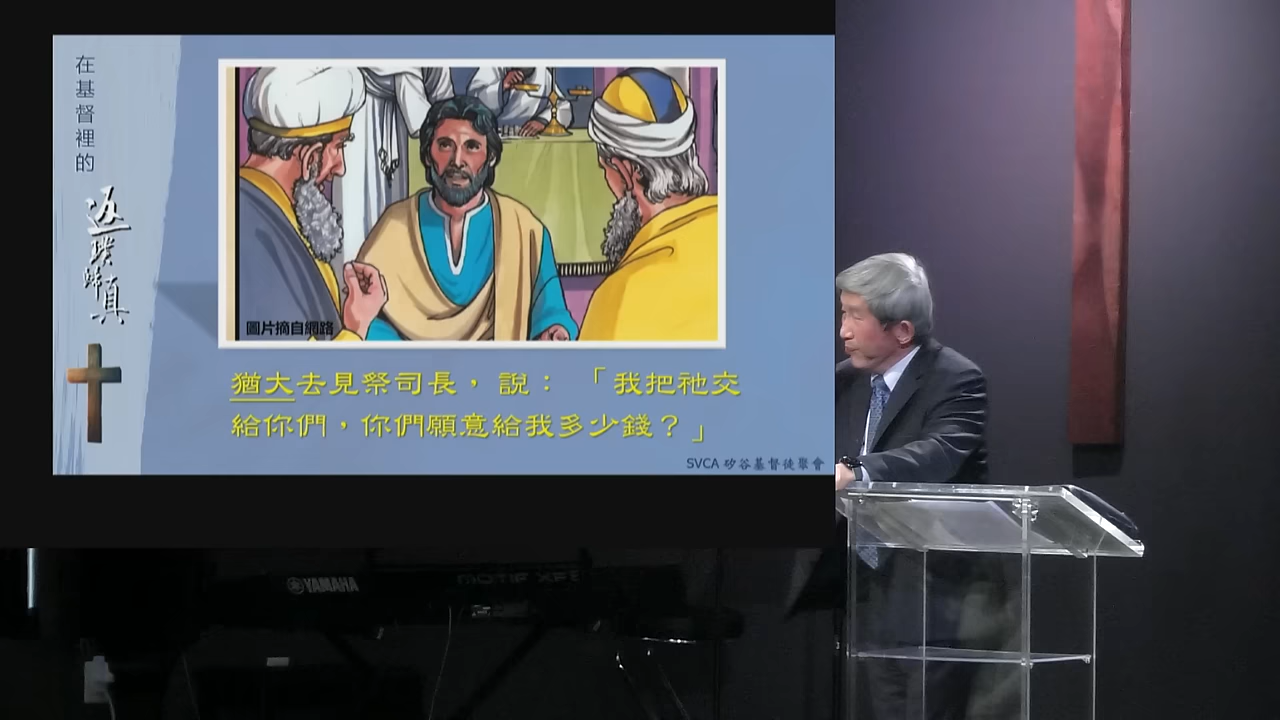 在基督裡的
返璞歸真
圖片摘自網路
猶大去見祭司長，說：「我把祂交
給你們，你們願意給我多少錢？」
SVCA 矽谷基督徒聚會
YAMAHA
MOTIF XF8